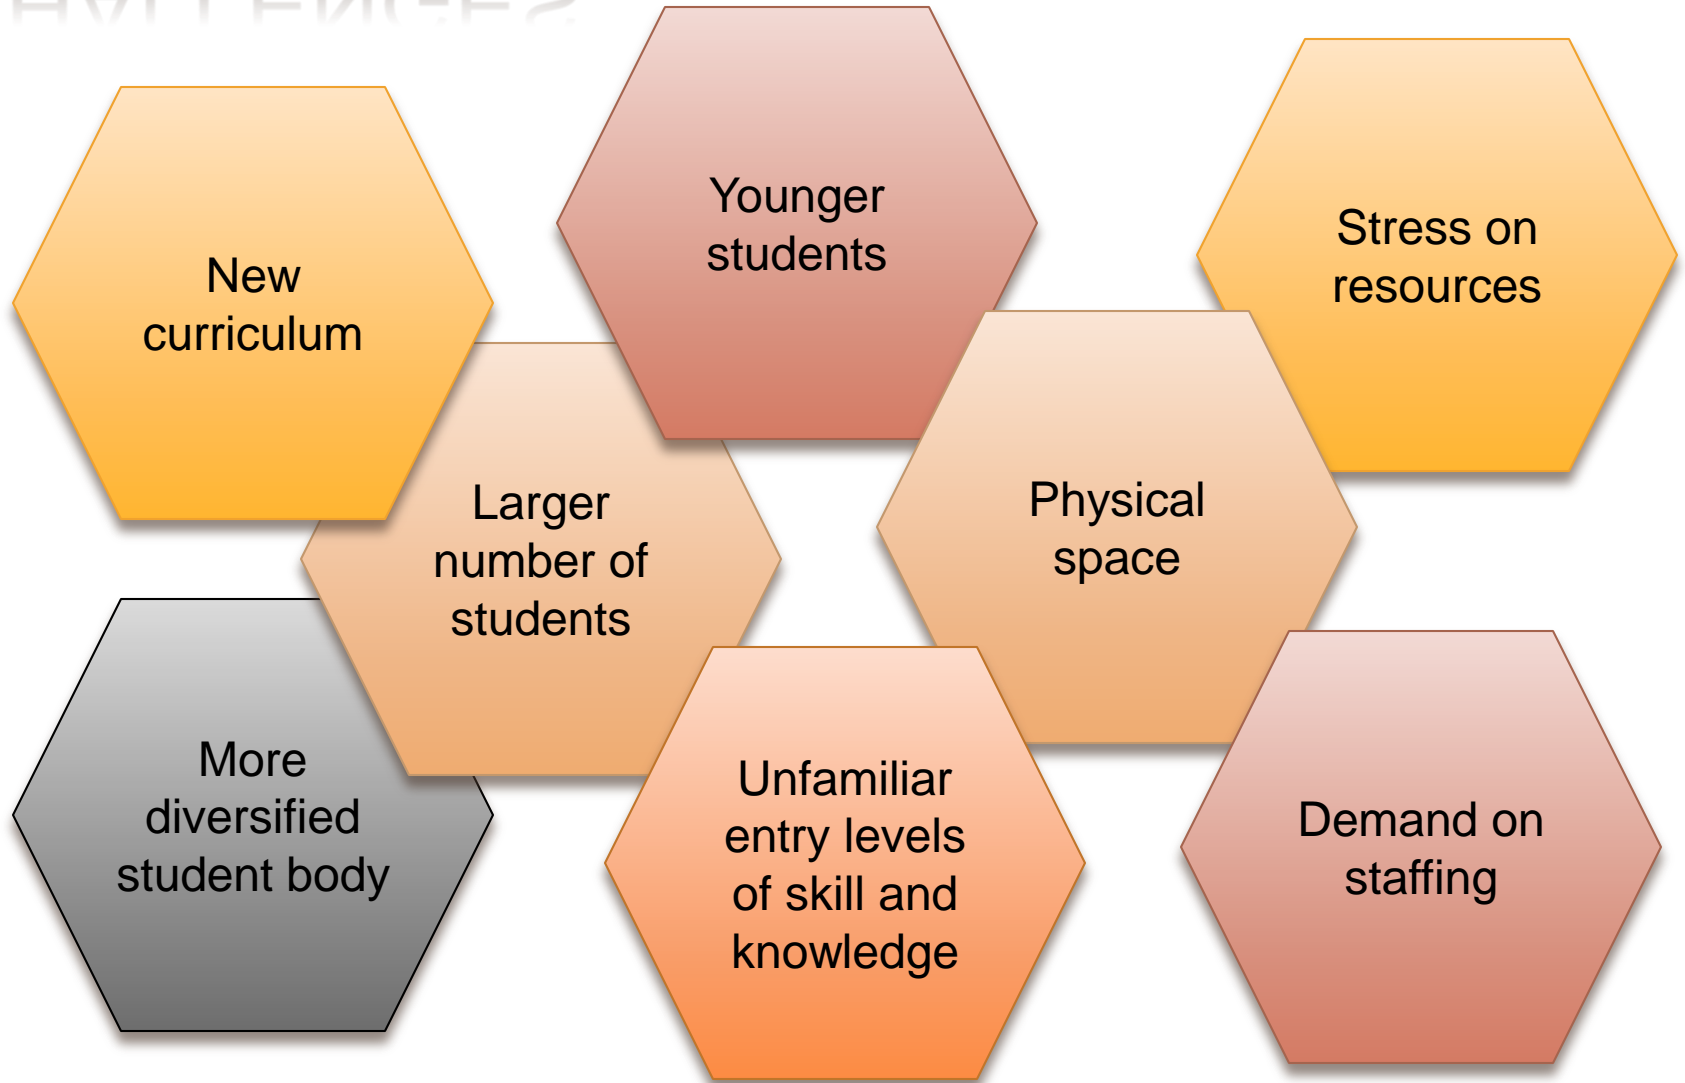 New
curriculum
Younger
students
Stress on
resources
Larger
number of
students
Physical
space
More
diversified
student body
Unfamiliar
entry levels
of skill and
knowledge
Demand on
staffing